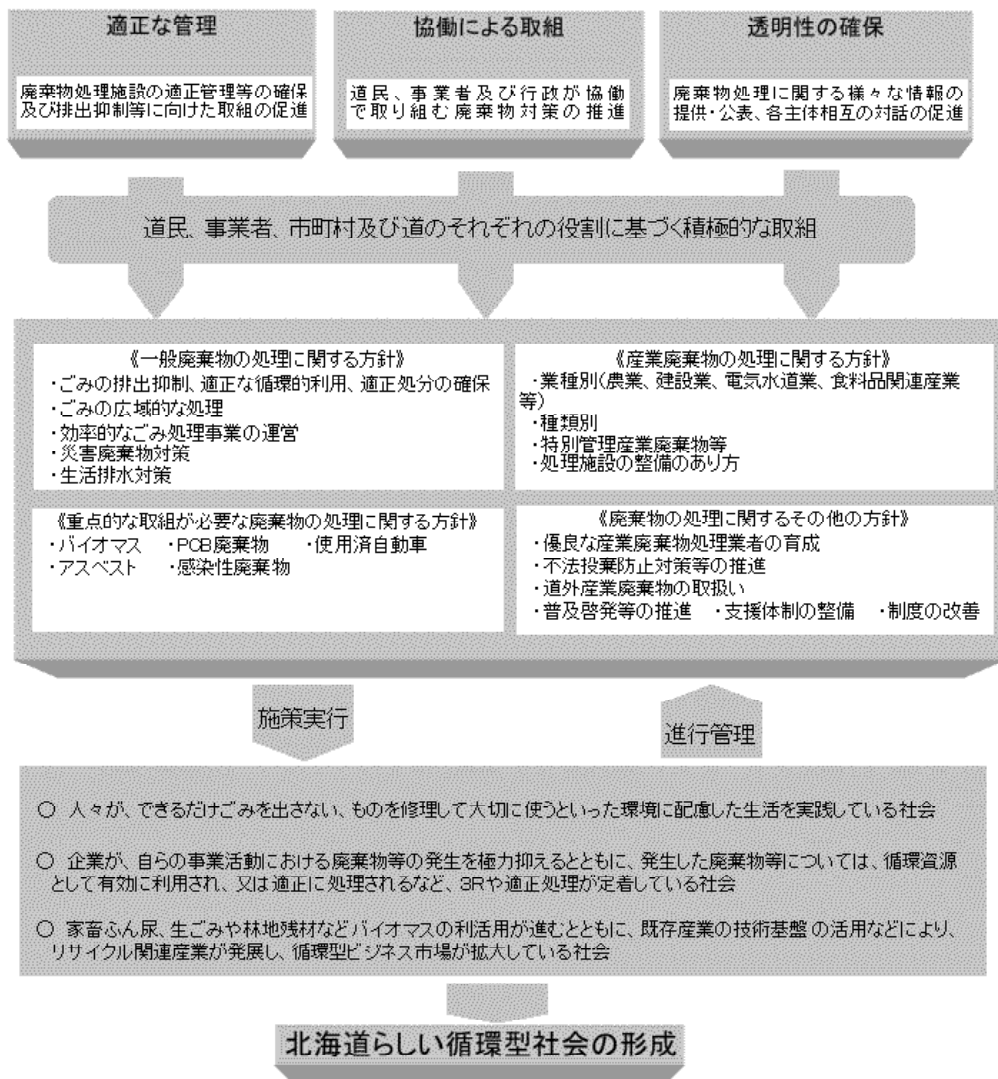 適正な管理
廃棄物処理施設の適正管理等の確保
及び排出抑制等に向けた取組の促進
協働による取組
道民、事業者及び行政が協働
で取り組む廃棄物対策の推進
透明性の確保
廃棄物処理に関する様々な情報の
提供・公表、各主体相互の対話の促進
道民、事業者、市町村及び道のそれぞれの役割に基づく積極的な取組
《一般廃棄物の処理に関する方針》
・ごみの排出抑制、適正な循環的利用、適正処分の確保
・ごみの広域的な処理
・効率的なごみ処理事業の運営
・災害廃棄物対策
・生活排水対策
《産業廃棄物の処理に関する方針》
・業種別(農業、建設業、電気水道業、食料品関連産業
等)
・種類別
・特別管理産業廃棄物等
・処理施設の整備のあり方
《重点的な取組が必要な廃棄物の処理に関する方針》
・バイオマス ・PCB廃棄物 ・使用済自動車
・アスベスト ・感染性廃棄物
《廃棄物の処理に関するその他の方針》
・優良な産業廃棄物処理業者の育成
・不法投棄防止対策等の推進
・道外産業廃棄物の取扱い
・普及啓発等の推進 ・支援体制の整備 ・制度の改善
施策実行
進行管理
○ 人々が、できるだけごみを出さない、ものを修理して大切に使うといった環境に配慮した生活を実践している社会
○ 企業が、自らの事業活動における廃棄物等の発生を極力抑えるとともに、発生した廃棄物等については、循環資源
として有効に利用され、又は適正に処理されるなど、3Rや適正処理が定着している社会
○ 家畜ふん尿、生ごみや林地残材などバイオマスの利活用が進むとともに、既存産業の技術基盤の活用などにより、
リサイクル関連産業が発展し、循環型ビジネス市場が拡大している社会
北海道らしい循環型社会の形成